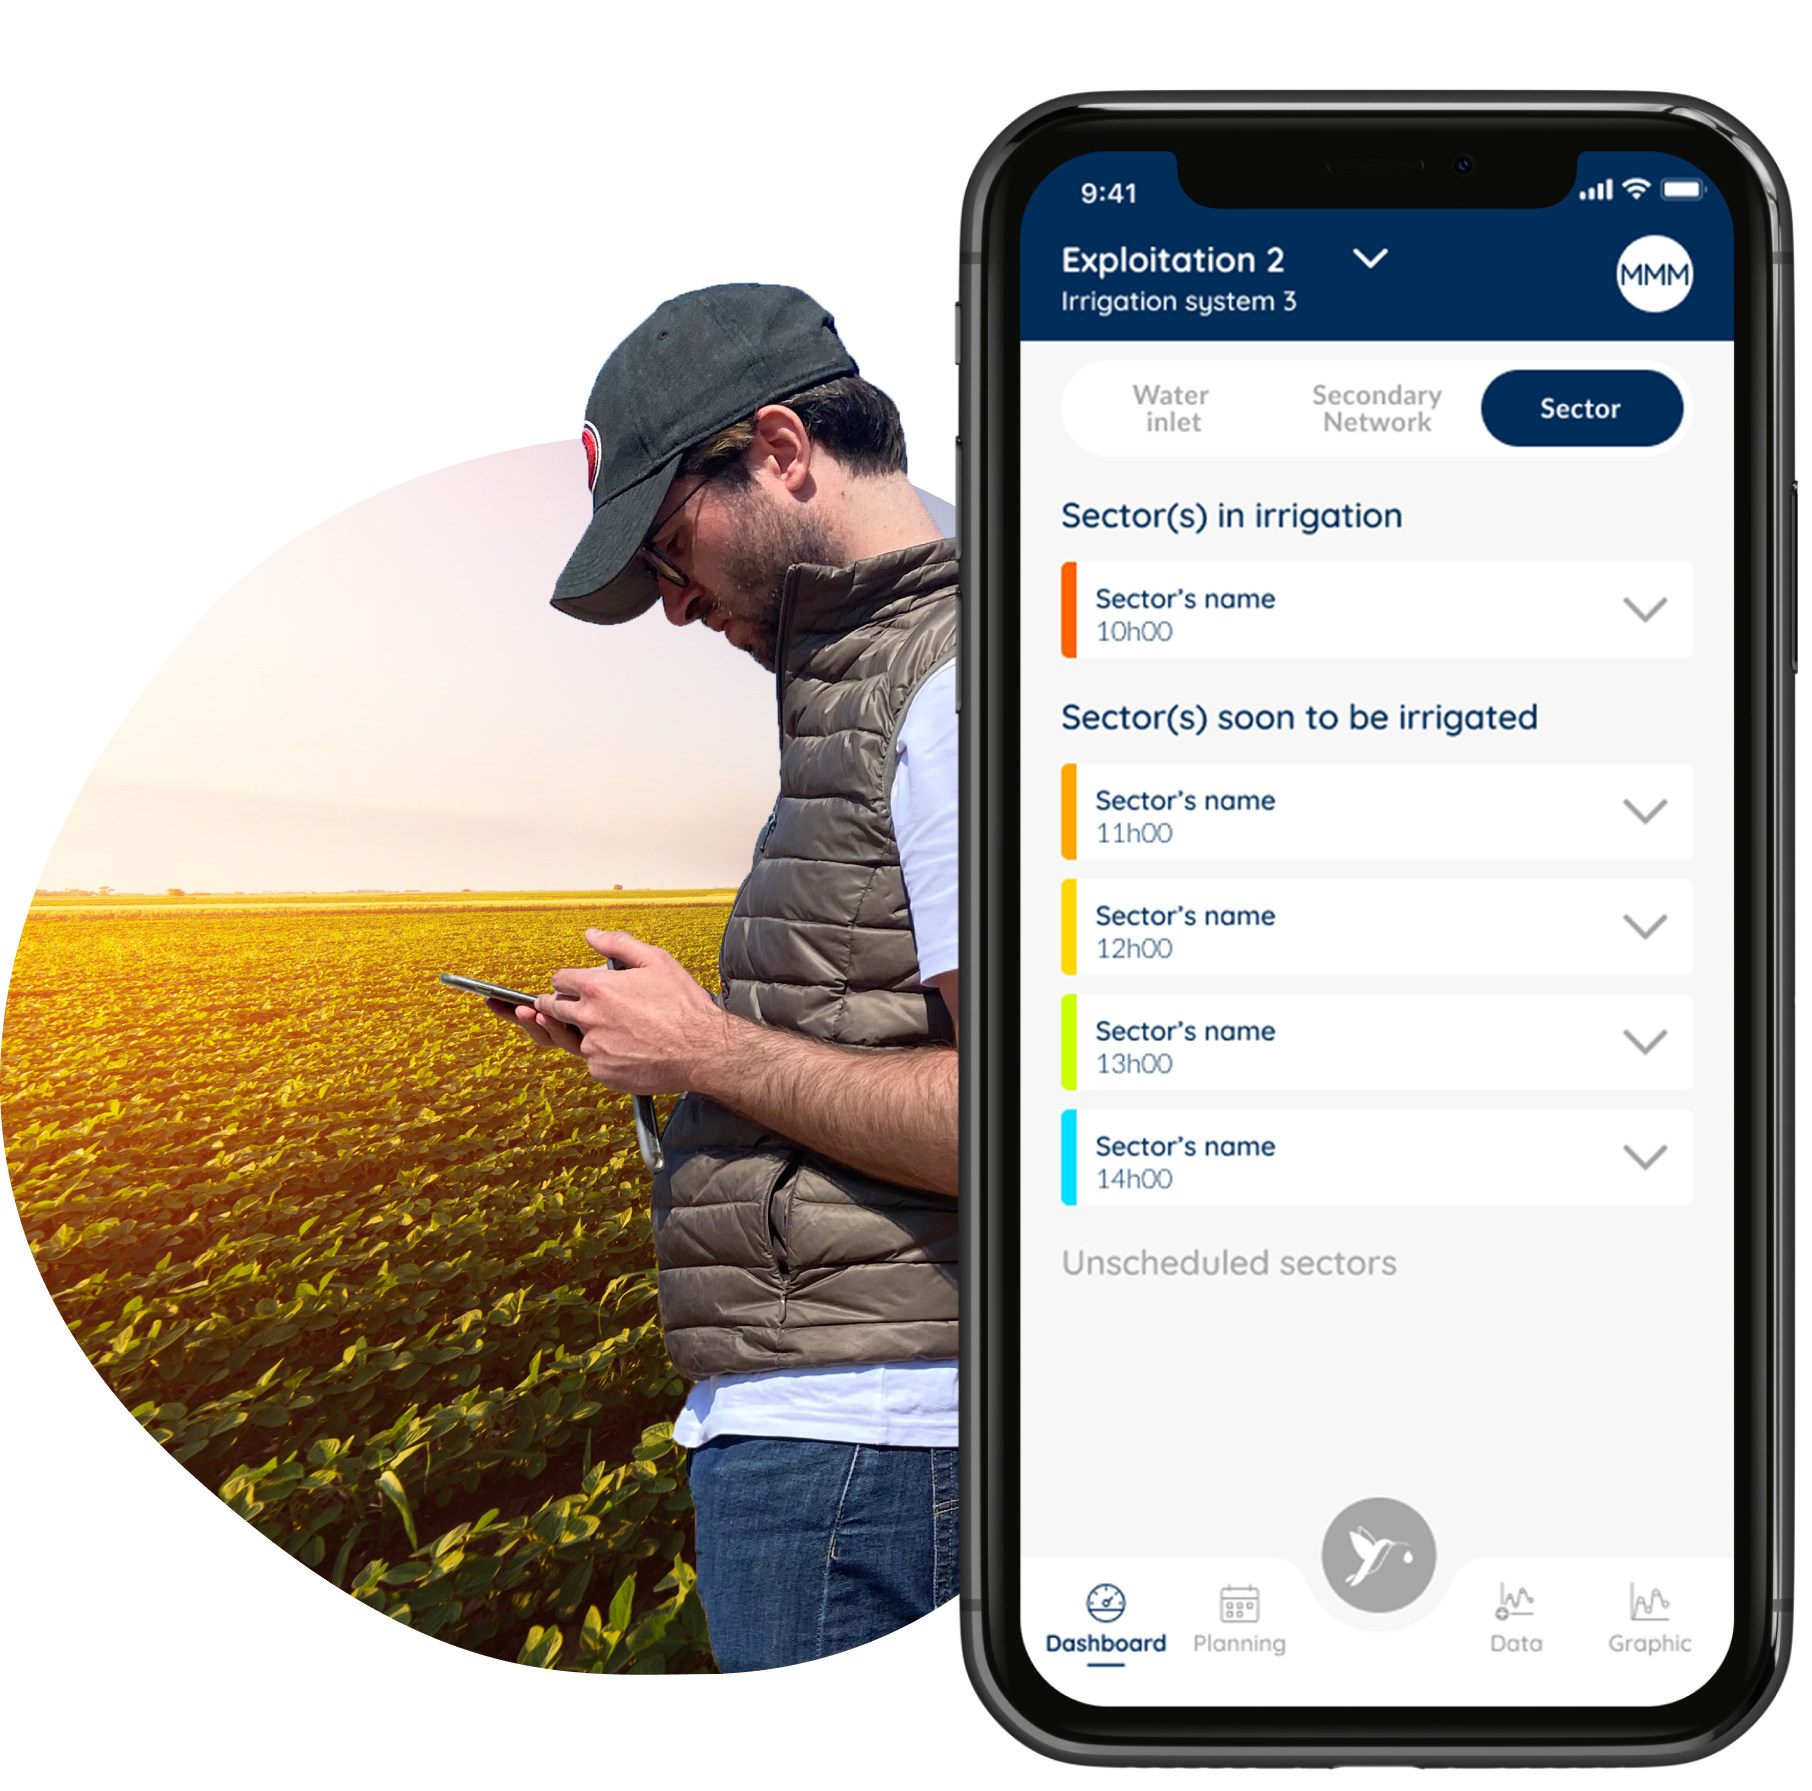 9:41
Exploitation 2
Irrigation system 3
MMM
Water
inlet
Secondary
Network
Sector
Sector(s) in irrigation
Sector's name
10h00
Sector(s) soon to be irrigated
Sector's name
11h00
Sector's name
12h00
Sector's name
13h00
Sector's name
14h00
Unscheduled sectors
Dashboard
Planning
Data
Graphic